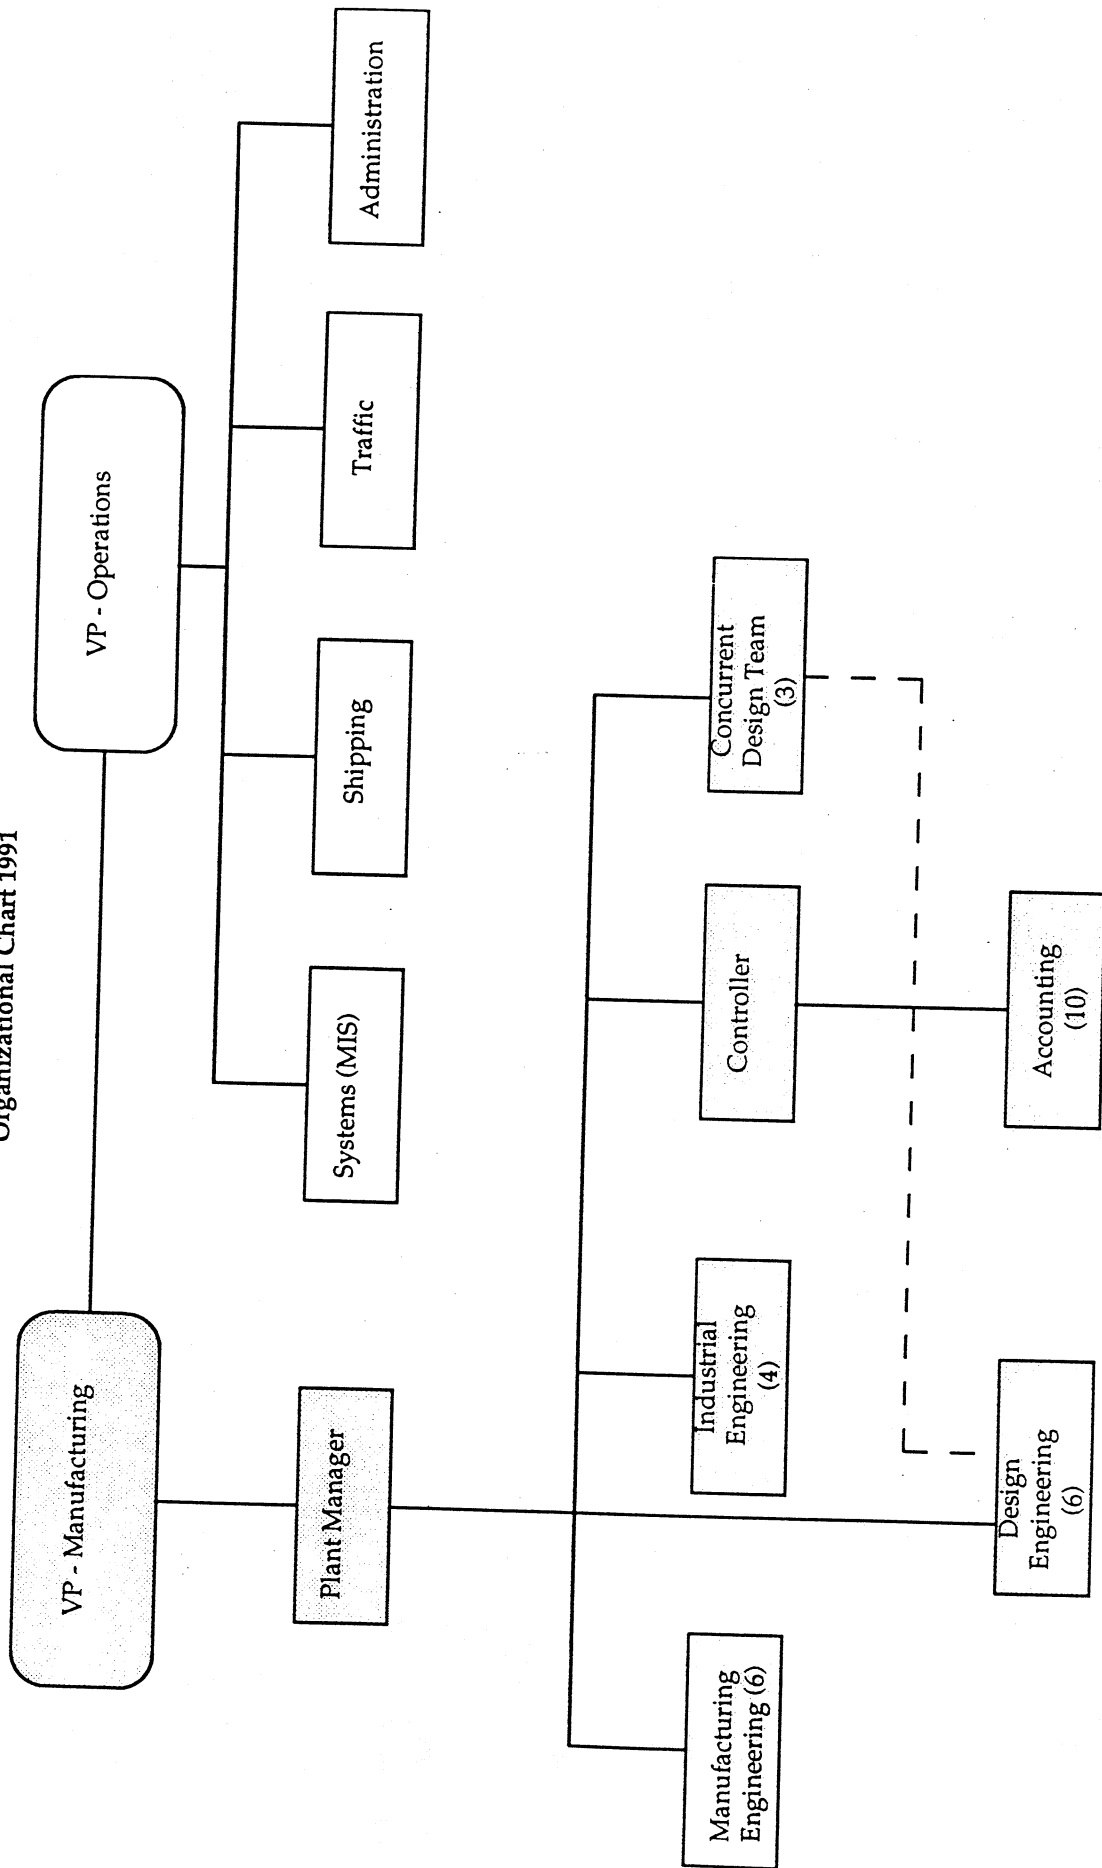 Organizational Chart 1991
VP - Manufacturing
VP - Operations
Plant Manager
Systems (MIS)
Shipping
Traffic
Administration
Manufacturing
Engineering (6)
Industrial
Engineering
(4)
Controller
Concurrent
Design Team
(3)
Design
Engineering
(6)
Accounting
(10)